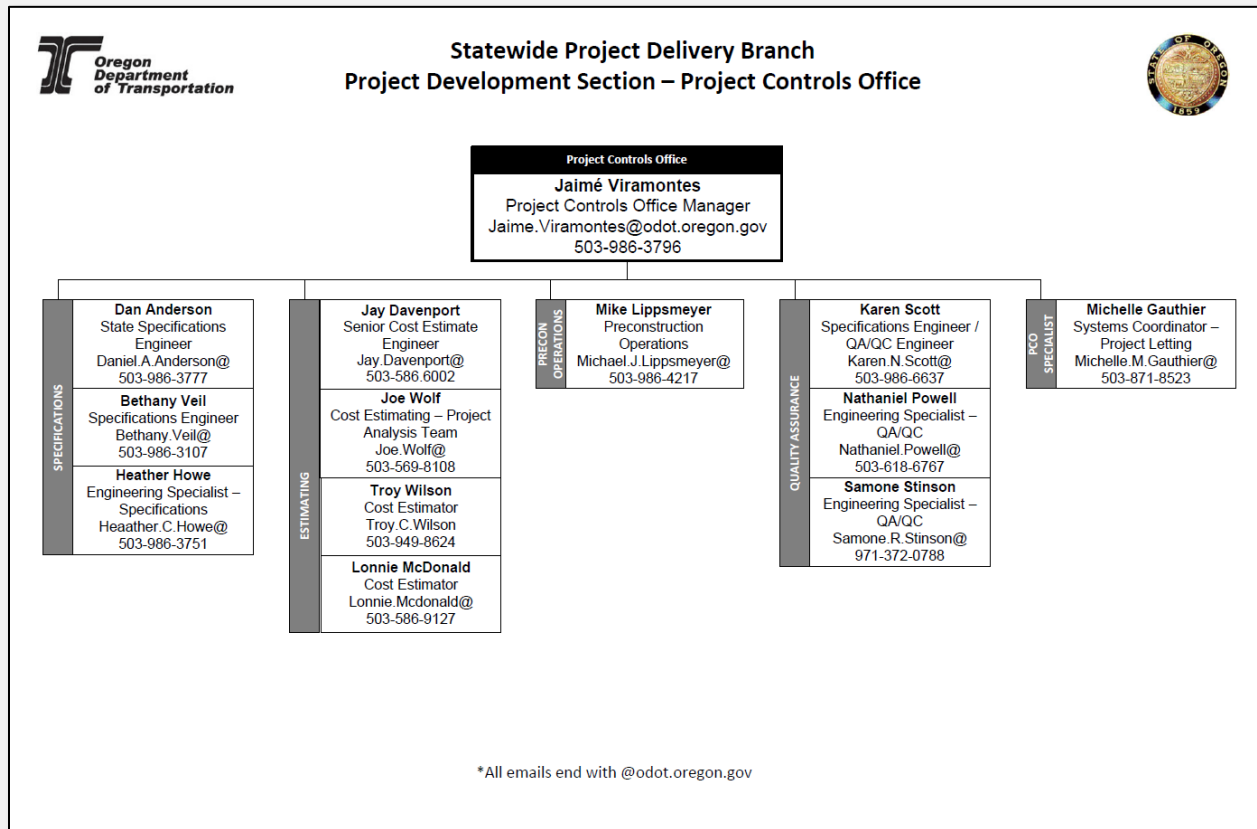 Oregon
Department
of Transportation
Statewide Project Delivery Branch
Project Development Section – Project Controls Office
STATE OF OREGON
1859
Project Controls Office
Jaimé Viramontes
Project Controls Office Manager
Jaime.Viramontes@odot.oregon.gov
503-986-3796
SPECIFICATIONS
Dan Anderson
State Specifications
Engineer
Daniel.A.Anderson@
503-986-3777
Bethany Veil
Specifications Engineer
Bethany.Veil@
503-986-3107
Heather Howe
Engineering Specialist –
Specifications
Heaather.C.Howe@
503-986-3751
ESTIMATING
Jay Davenport
Senior Cost Estimate
Engineer
Jay.Davenport@
503-586.6002
Joe Wolf
Cost Estimating – Project
Analysis Team
Joe.Wolf@
503-569-8108
Troy Wilson
Cost Estimator
Troy.C.Wilson
503-949-8624
Lonnie McDonald
Cost Estimator
Lonnie.Mcdonald@
503-586-9127
PRECON
OPERATIONS
Mike Lippsmeyer
Preconstruction
Operations
Michael.J.Lippsmeyer@
503-986-4217
QUALITY ASSURANCE
Karen Scott
Specifications Engineer /
QA/QC Engineer
Karen.N.Scott@
503-986-6637
Nathaniel Powell
Engineering Specialist –
QA/QC
Nathaniel.Powell@
503-618-6767
Samone Stinson
Engineering Specialist –
QA/QC
Samone.R.Stinson@
971-372-0788
PCO
SPECIALIST
Michelle Gauthier
Systems Coordinator –
Project Letting
Michelle.M.Gauthier@
503-871-8523
*All emails end with @odot.oregon.gov